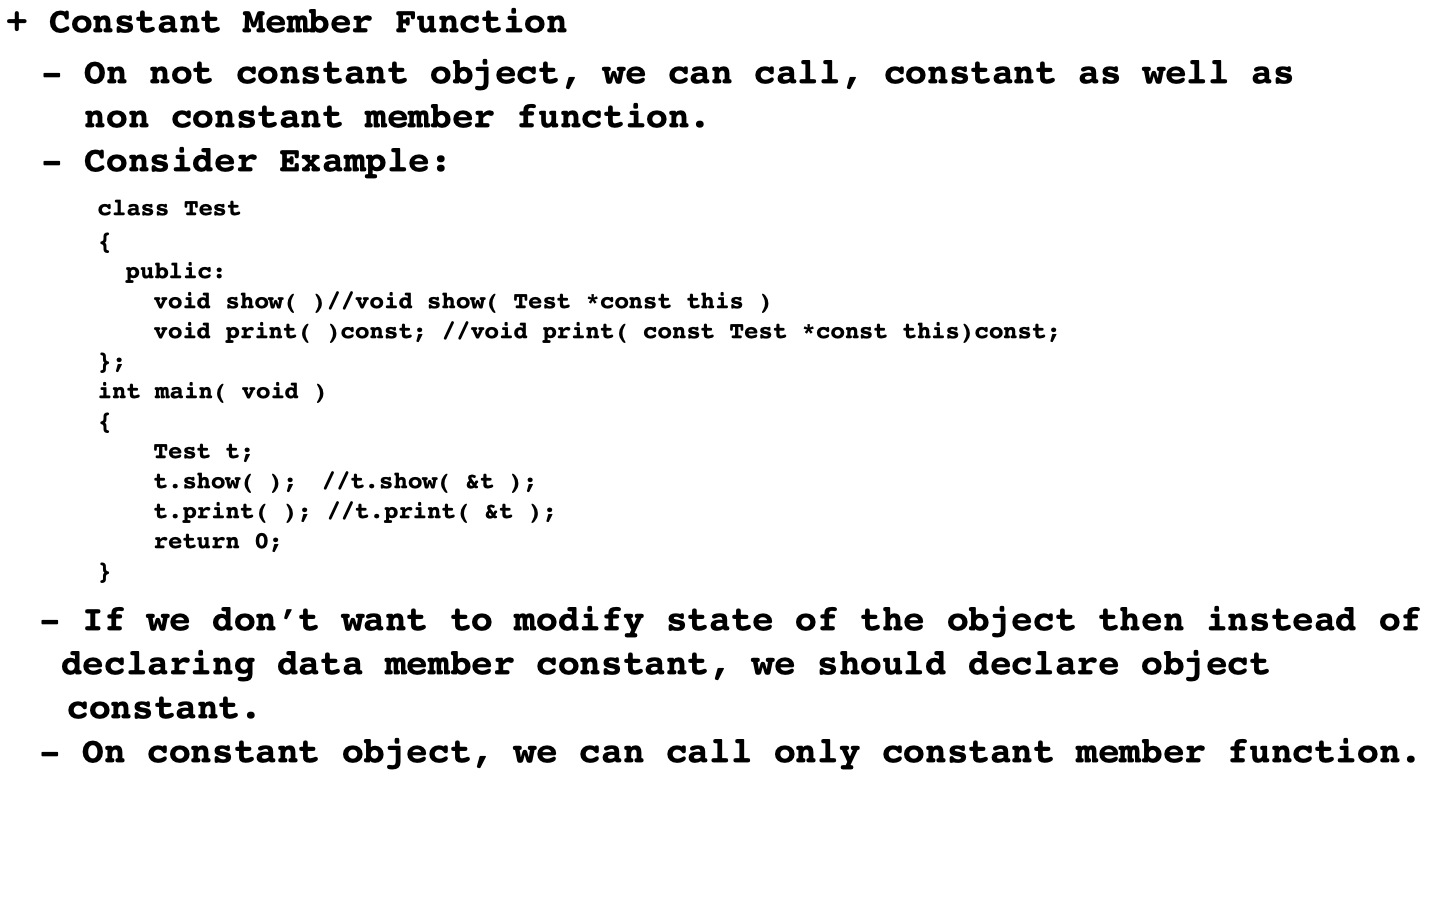 + Constant Member Function
- On not constant object, we can call, constant as well as
non constant member function.
- Consider Example:
class Test
{
public:
void show( )//void show( Test *const this )
void print( )const; //void print( const Test *const this)const;
};
int main( void )
{
Test t;
t.show( ); //t.show( &t );
t.print( ); //t.print( &t );
return 0;
}
- If we don’t want to modify state of the object then instead of
declaring data member constant, we should declare object
constant.
- On constant object, we can call only constant member function.